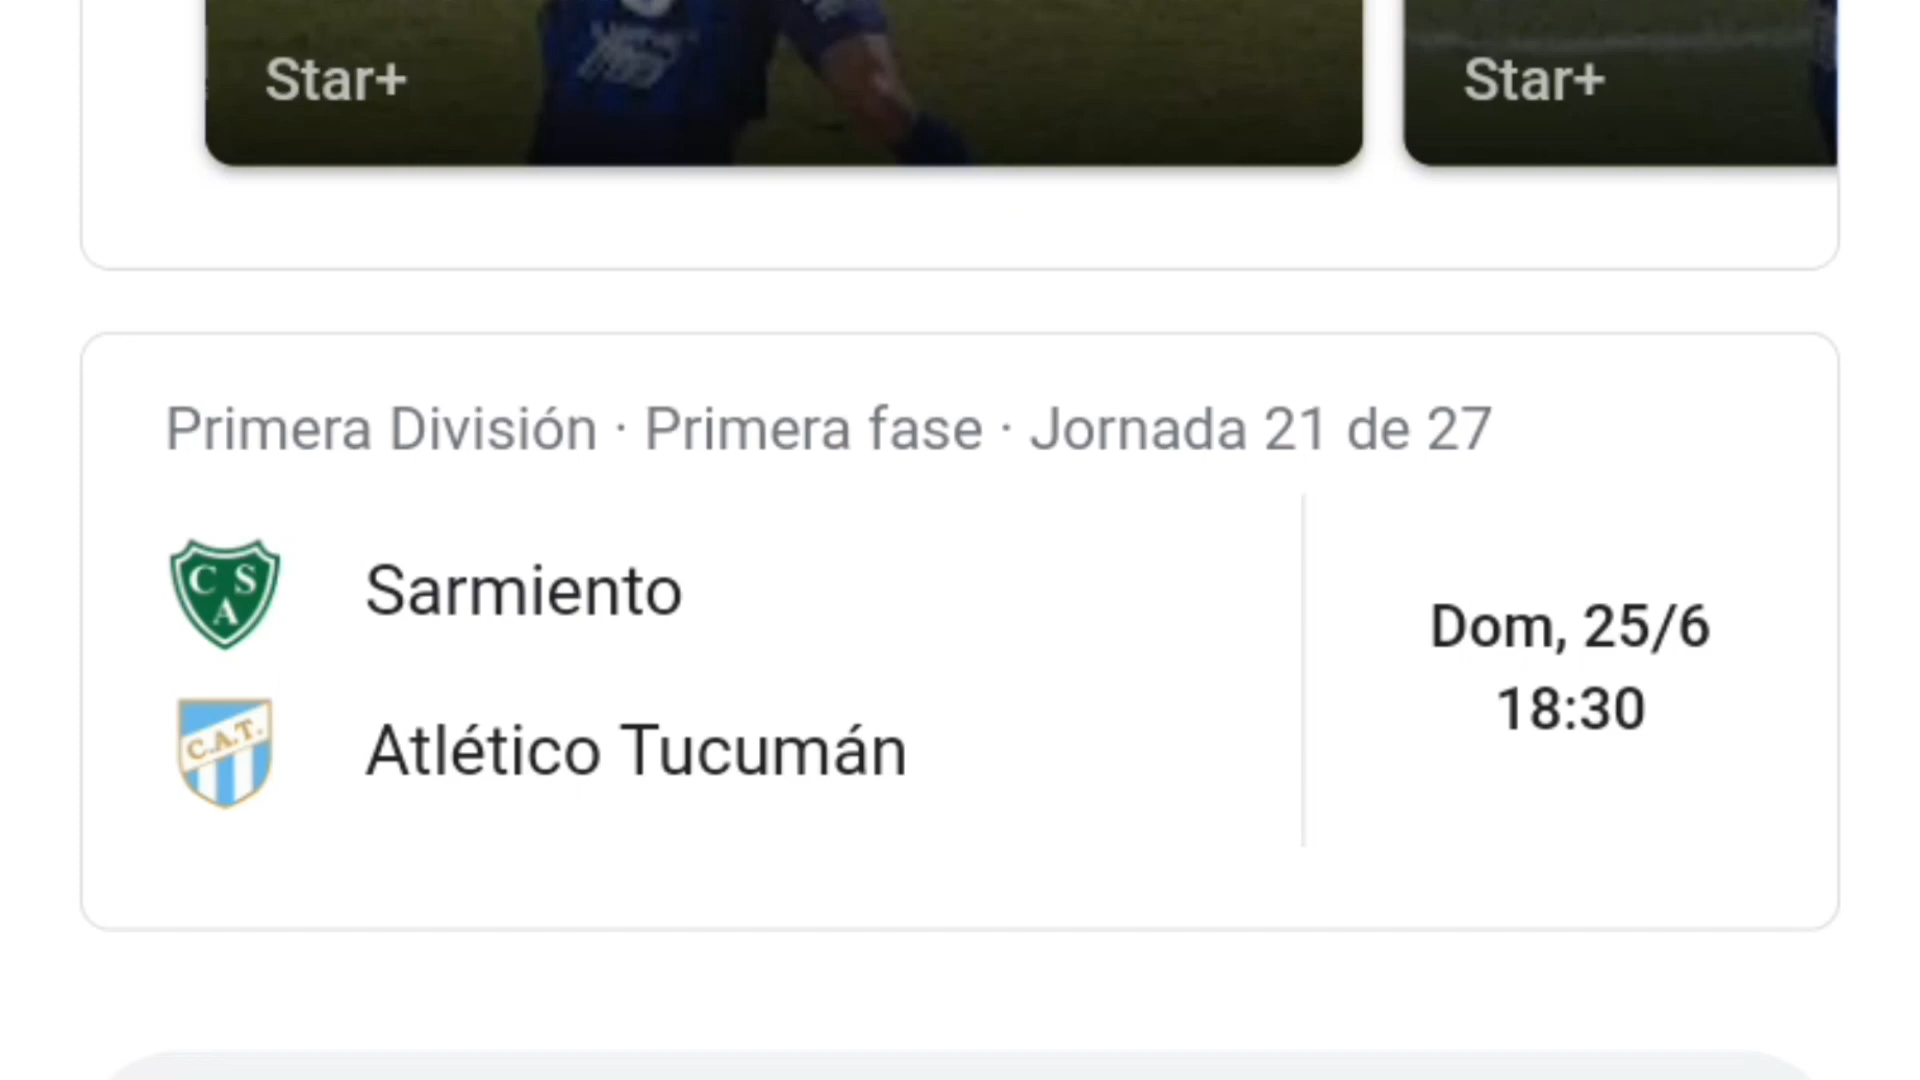 Star+
Star+
Primera División · Primera fase · Jornada 21 de 27
C S
A
Sarmiento
Dom, 25/6
18:30
C.A.T.
Atlético Tucumán